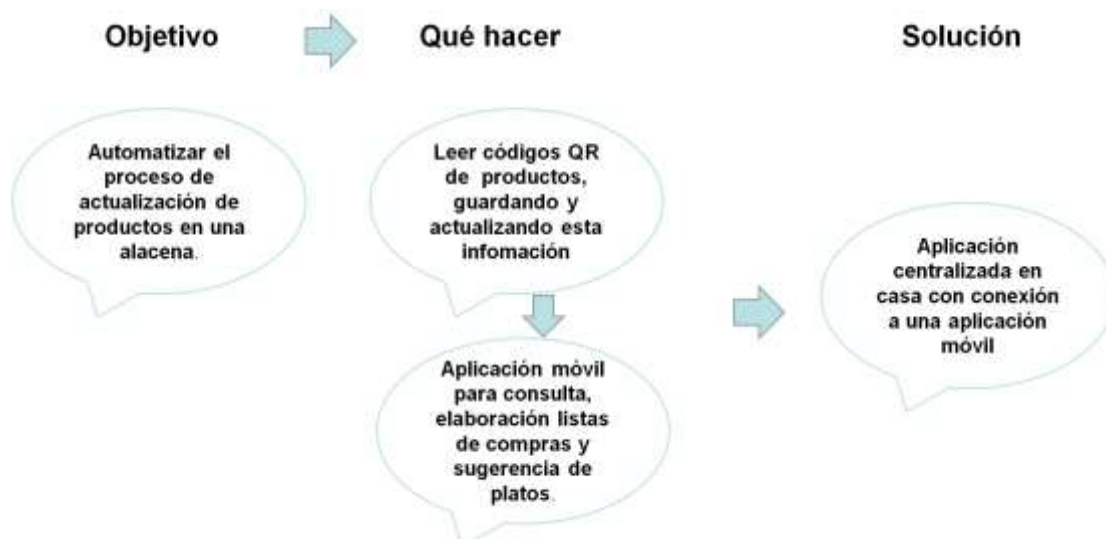 Objetivo
Qué hacer
Solución
Automatizar el
proceso de
actualización de
productos en una
alacena.
Leer códigos QR
de productos,
guardando y
actualizando esta
infomación
Aplicación móvil
para consulta,
elaboración listas
de compras y
sugerencia de
platos.
Aplicación
centralizada en
casa con conexión
a una aplicación
móvil